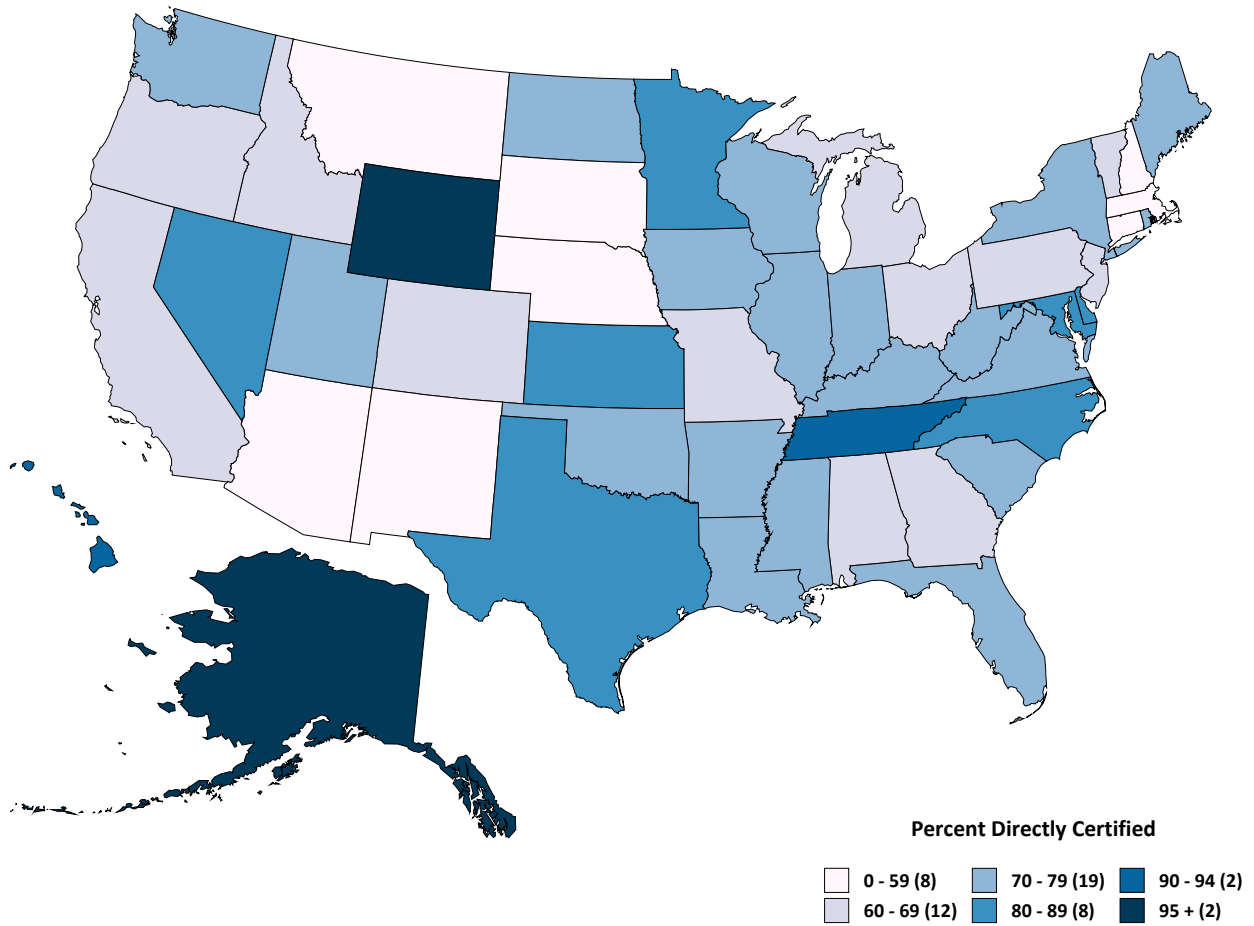 Percent Directly Certified
0 - 59 (8) 70 - 79 (19) 90 - 94 (2)
60 - 69 (12) 80 - 89 (8) 95 + (2)